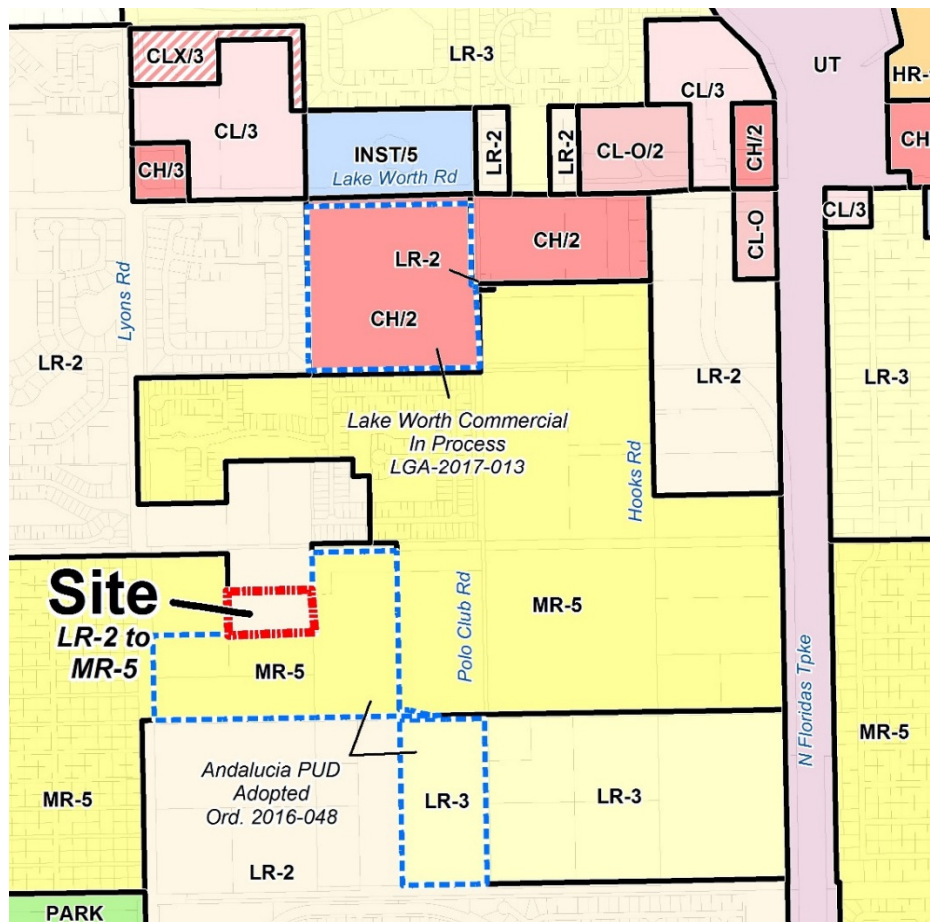 CLX/3
LR-3
UT
HR-
CL/3
CL/3
CH/3
INST/5
Lake Worth Rd
LR-2
LR-2
CL-O/2
CH/2
CH
CL/3
LR-2
CH/2
CL-O
Lyons Rd
CH/2
LR-2
LR-2
LR-3
Lake Worth Commercial
In Process
LGA-2017-013
Hooks Rd
Site
LR-2 to
MR-5
MR-5
MR-5
Polo Club Rd
N Floridas Tpke
MR-5
MR-5
Andalucia PUD
Adopted
Ord. 2016-048
LR-3
LR-3
LR-2
PARK